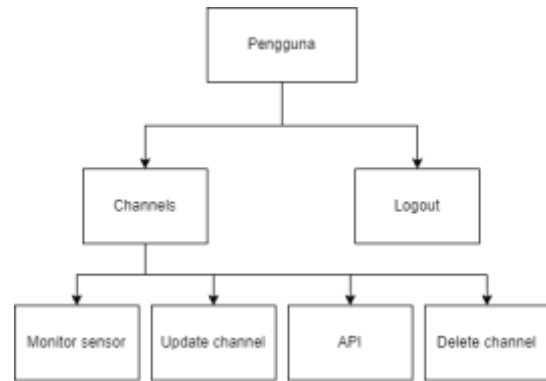 Pengguna
Channels
Logout
Monitor sensor
Update channel
API
Delete channel